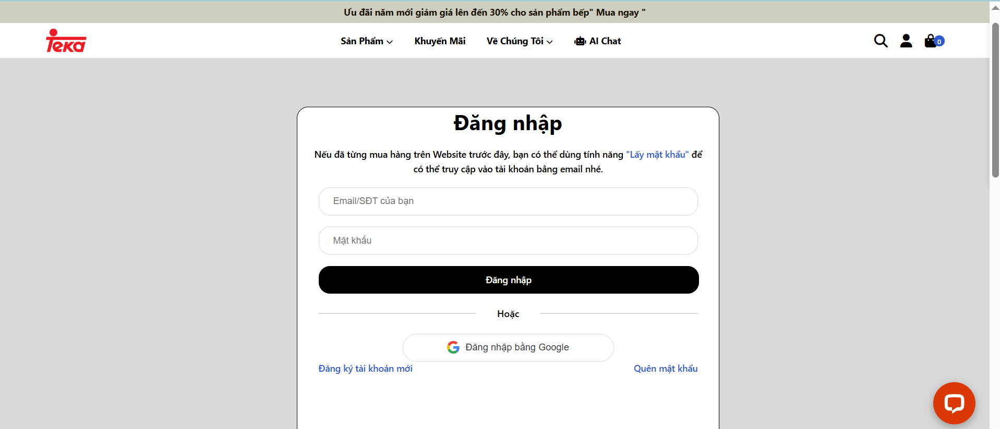 Ưu đãi năm mới giảm giá lên đến 30% cho sản phẩm bếp" Mua ngay "
Teka
Sản Phẩm
Khuyến Mãi
Về Chúng Tôi
AI Chat
0
Đăng nhập
Nếu đã từng mua hàng trên Website trước đây, bạn có thể dùng tính năng "Lấy mật khẩu" để
có thể truy cập vào tài khoản bằng email nhé.
Email/SĐT của bạn
Mật khẩu
Đăng nhập
Hoặc
Đăng nhập bằng Google
Đăng ký tài khoản mới
Quên mật khẩu